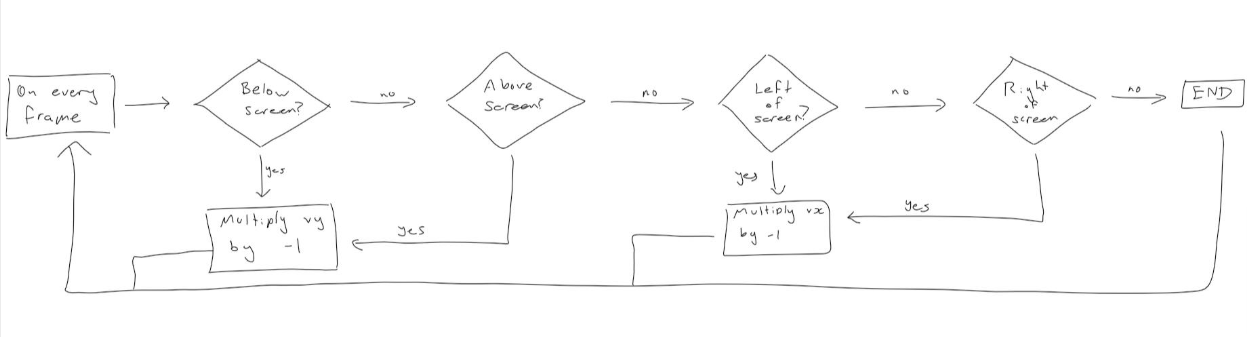 On every
frame
Below
screen?
no
Above
screen?
no
Left
of
screen?
no
Right
of
screen
no
END
yes
yes
Multiply vy
by -1
yes
Multiply vx
by -1
yes